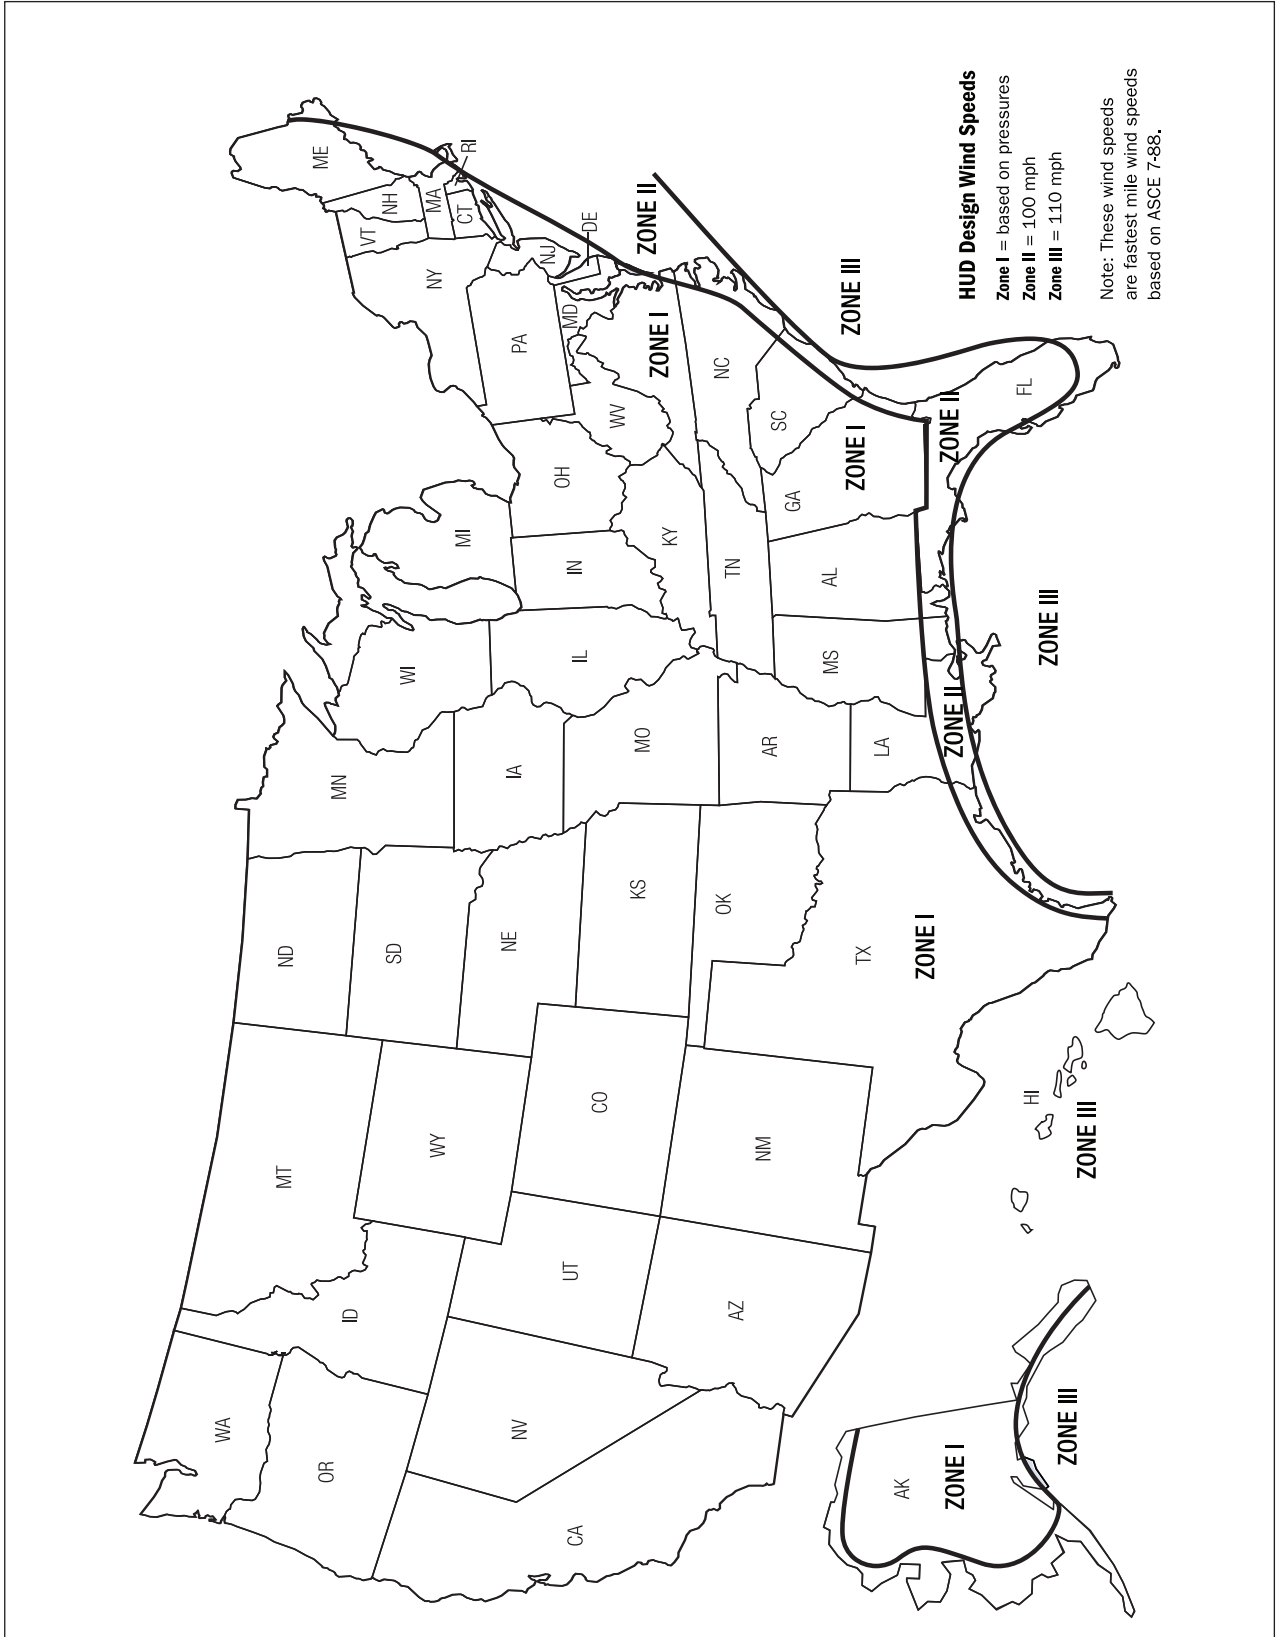 WA
MT
ND
ME
OR
MN
ID
VT
NH
SD
WI
MA
NY
WY
MI
CT
RI
NE
IA
NV
PA
NJ
OH
UT
MD
CA
IN
IL
DE
CO
WV
KS
MO
ZONE II
ZONE I
KY
NC
OK
TN
AZ
NM
AR
SC
GA
AL
MS
ZONE III
ZONE I
TX
LA
AK
ZONE I
ZONE II
ZONE II
ZONE I
FL
HI
ZONE III
ZONE III
ZONE III
HUD Design Wind Speeds
Zone I = based on pressures
Zone II = 100 mph
Zone III = 110 mph
Note: These wind speeds
are fastest mile wind speeds
based on ASCE 7-88.